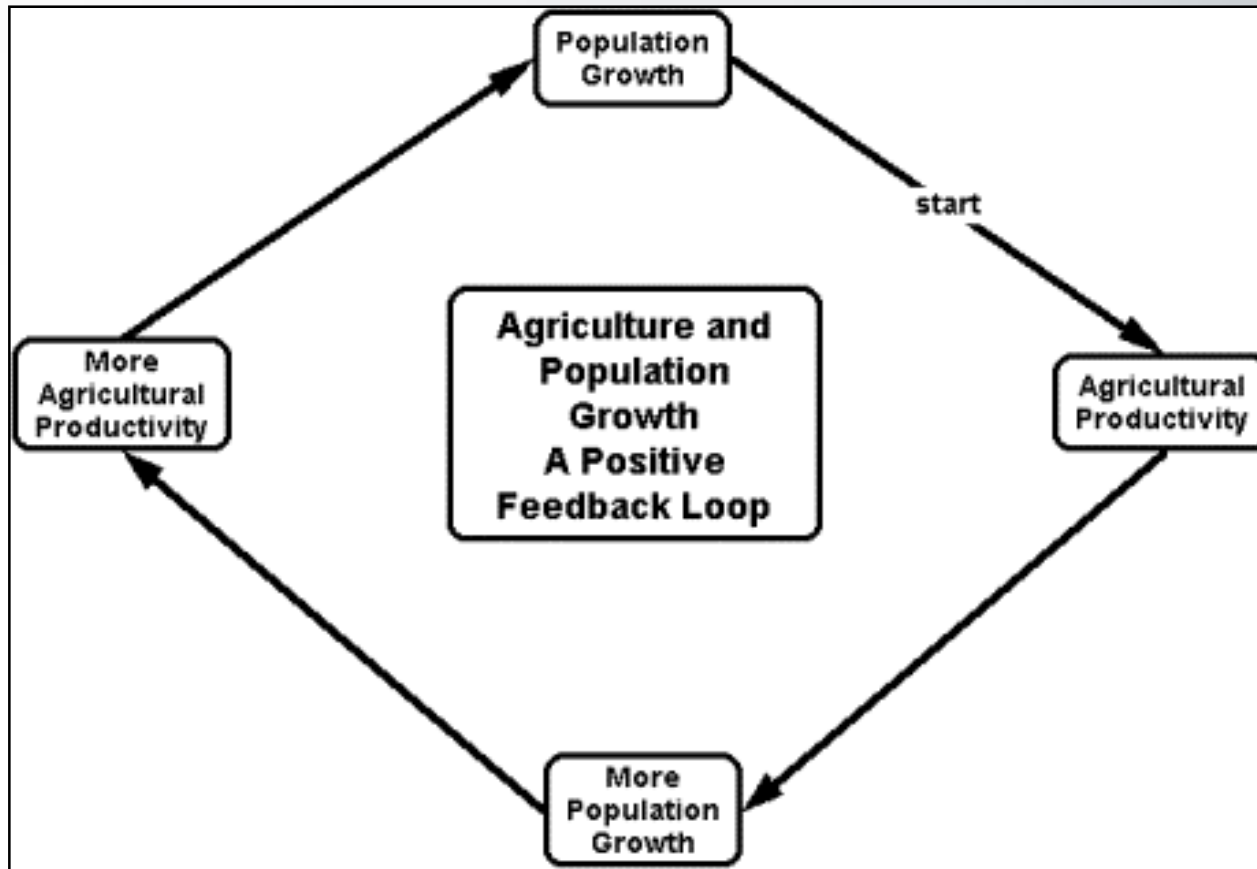 Population
Growth
start
Agriculture and
Population
Growth
A Positive
Feedback Loop
More
Agricultural
Productivity
Agricultural
Productivity
More
Population
Growth